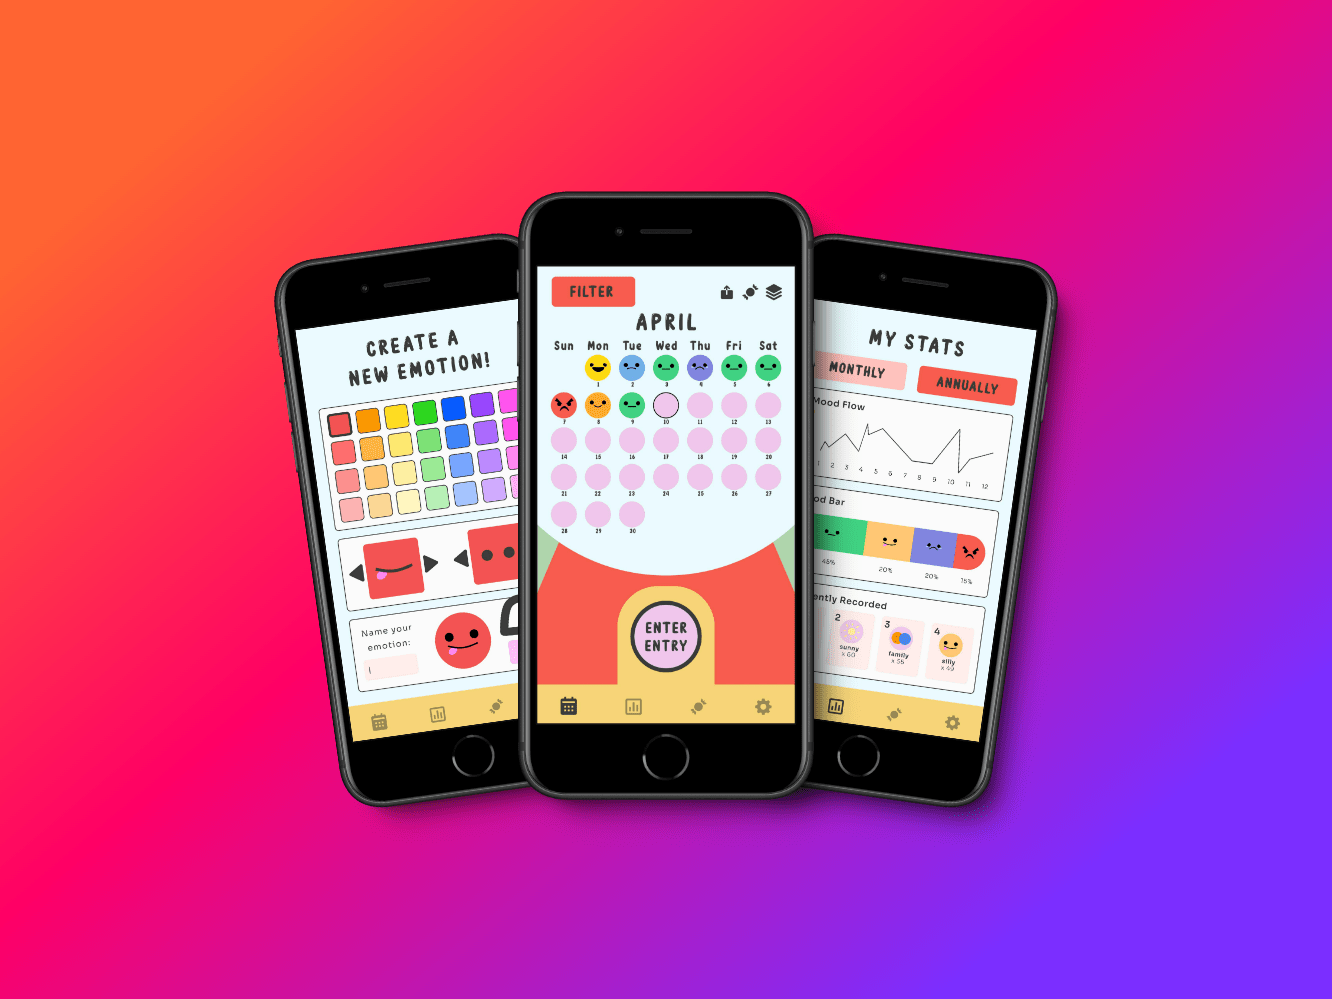 CREATE A
NEW EMOTION!
Name your
emotion:
FILTER
APRIL
Sun Mon Tue Wed Thu Fri Sat
1 2 3 4 5 6
7 8 9 10 11 12 13
14 15 16 17 18 19 20
21 22 23 24 25 26 27
28 29 30
ENTER
ENTRY
MY STATS
MONTHLY
ANNUALLY
Mood Flow
1 2 3 4 5 6 7 8 9 10 11 12
od Bar
45% 20% 20% 15%
ently Recorded
2 3 4
sunny family silly
x 60 x 55 x 49